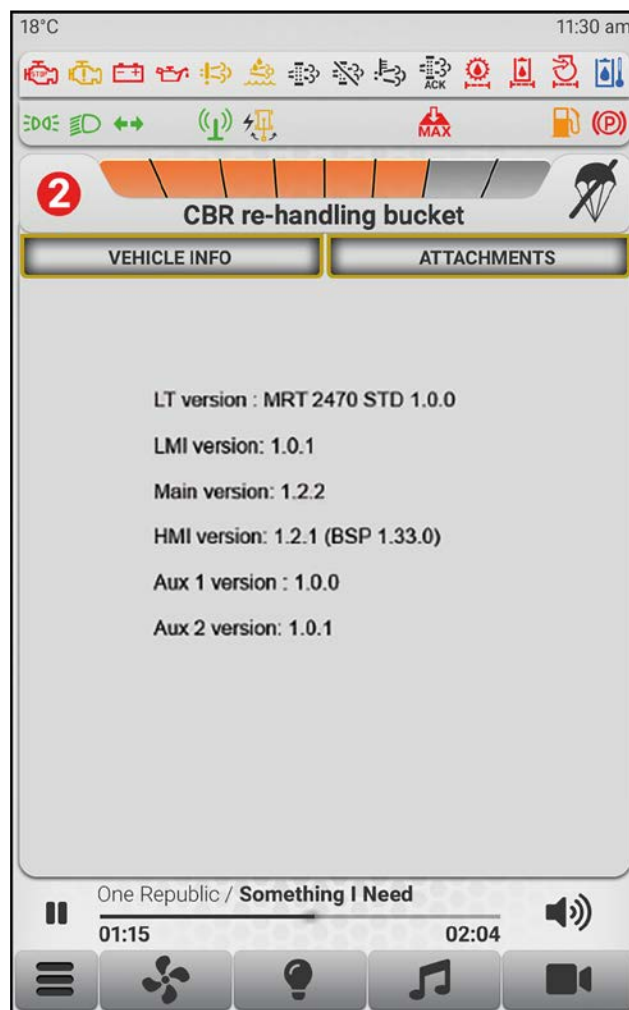 18°C 11:30 am
STOP
ACK
MAX
P
2
CBR re-handling bucket
VEHICLE INFO ATTACHMENTS
LT version : MRT 2470 STD 1.0.0
LMI version: 1.0.1
Main version: 1.2.2
HMI version: 1.2.1 (BSP 1.33.0)
Aux 1 version : 1.0.0
Aux 2 version: 1.0.1
One Republic / Something I Need
01:15 02:04